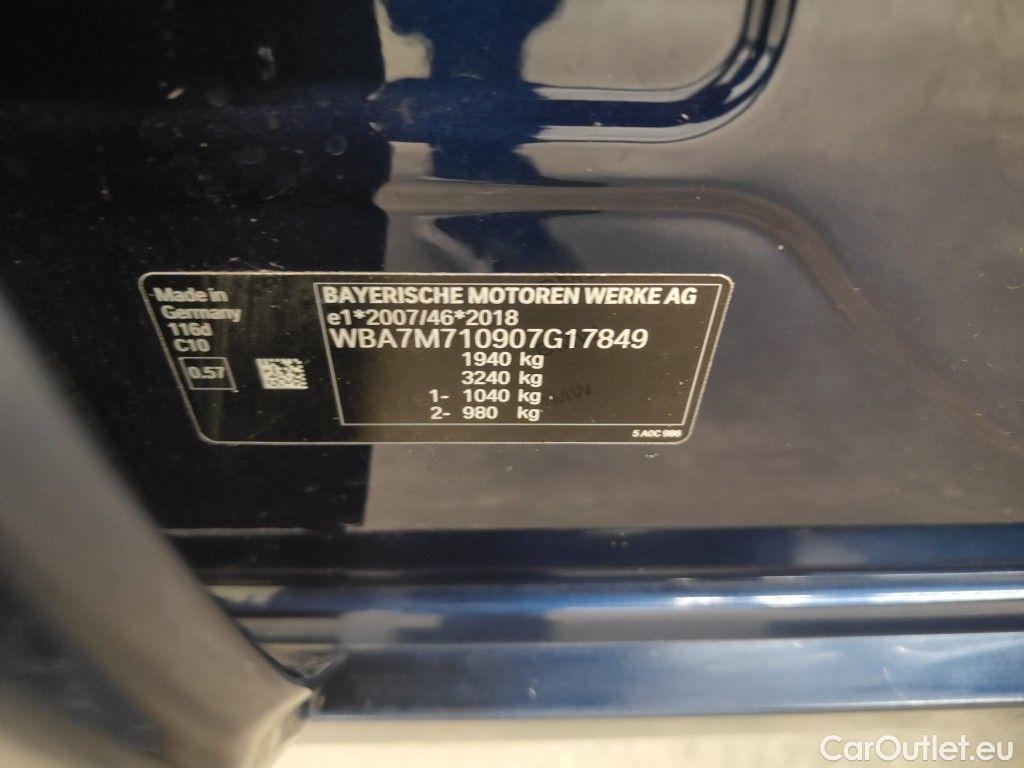 Made in
Germany
116d
C10
0.57
BAYERISCHE MOTOREN WERKE AG
e1*2007/46*2018
WBA7M710907G17849
1940 kg
3240 kg
1- 1040 kg
2- 980 kg
5 A0C 986
CarOutlet.eu